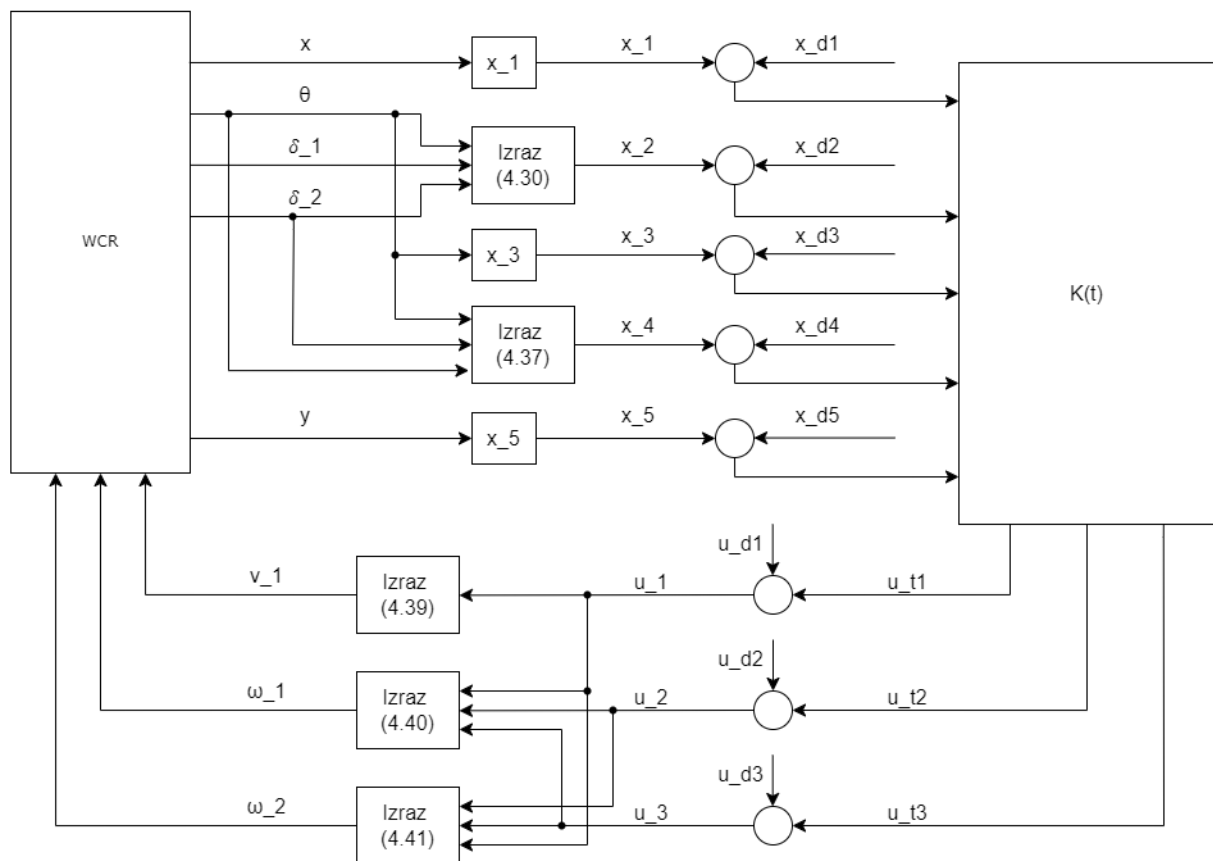 x
x_1
x_1
x_d1
θ
δ_1
Izraz
(4.30)
x_2
x_d2
δ_2
WCR
x_3
x_3
x_d3
K(t)
Izraz
(4.37)
x_4
x_d4
y
x_5
x_5
x_d5
v_1
Izraz
(4.39)
u_1
u_d1
u_t1
ω_1
Izraz
(4.40)
u_2
u_d2
u_t2
ω_2
Izraz
(4.41)
u_3
u_d3
u_t3